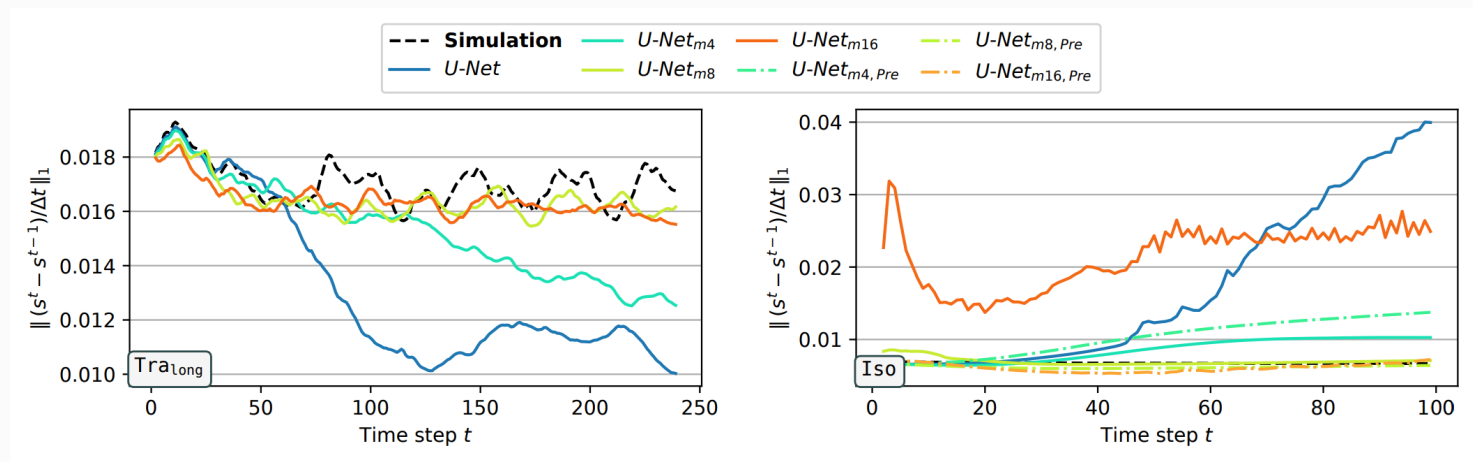 Simulation
U-Net
U-Net_m4
U-Net_m8
U-Net_m16
U-Net_m4,Pre
U-Net_m8,Pre
U-Net_m16,Pre
‖ (s^t − s^{t−1})/Δt ‖_1
0.018
0.016
0.014
0.012
0.010
Tra_long
0 50 100 150 200 250
Time step t
‖ (s^t − s^{t−1})/Δt ‖_1
0.04
0.03
0.02
0.01
Iso
0 20 40 60 80 100
Time step t